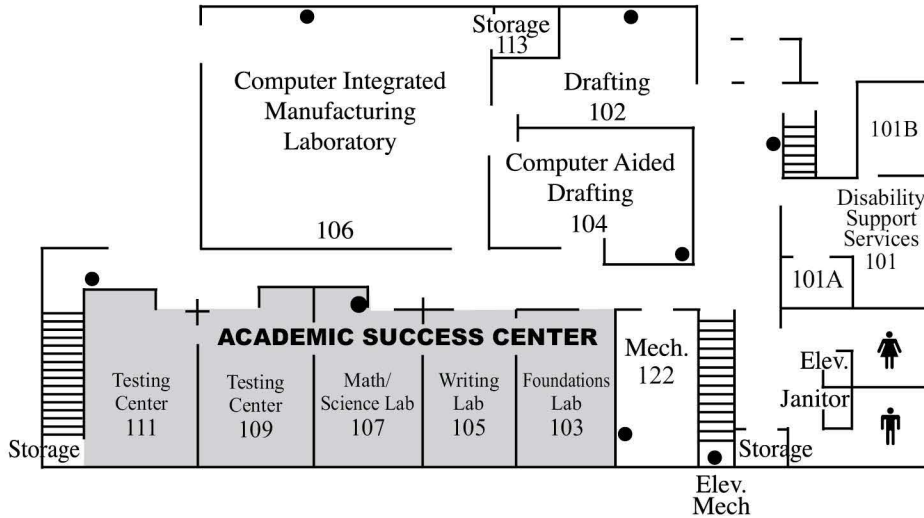 Storage
113
Computer Integrated
Manufacturing
Laboratory
106
Drafting
102
Computer Aided
Drafting
104
101B
Disability
Support
Services
101
101A
ACADEMIC SUCCESS CENTER
Testing
Center
111
Testing
Center
109
Math/
Science Lab
107
Writing
Lab
105
Foundations
Lab
103
Mech.
122
Elev.
Janitor
Storage
Storage
Elev.
Mech